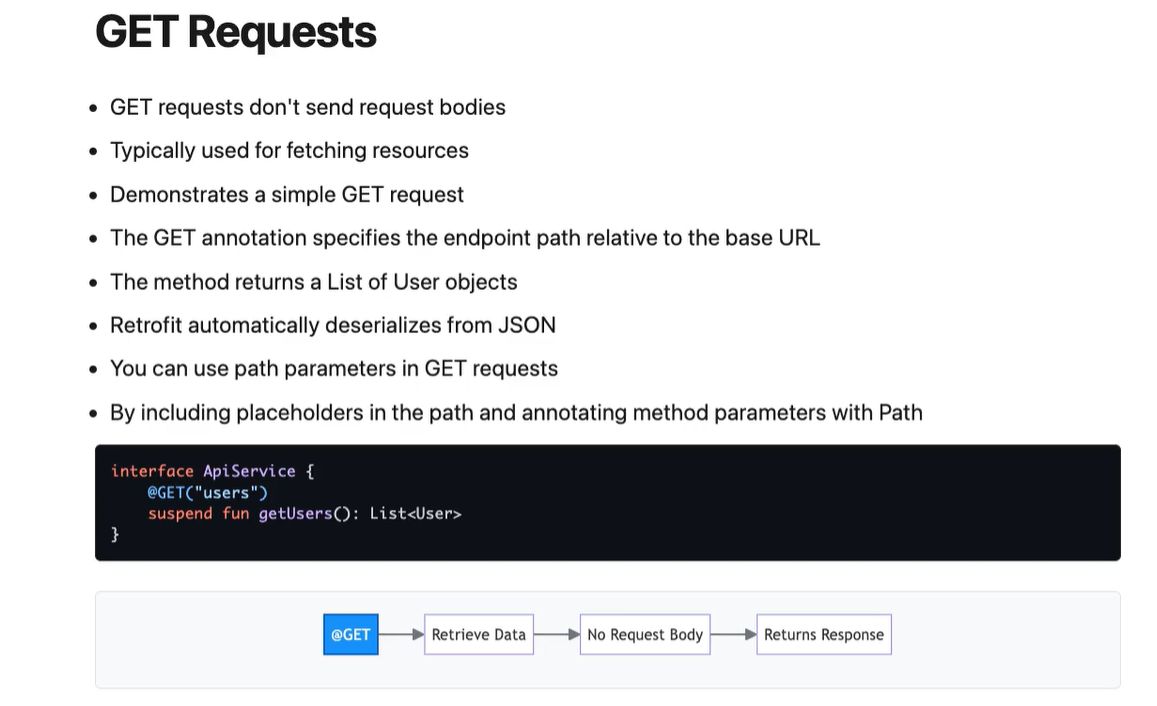 GET Requests
• GET requests don't send request bodies
• Typically used for fetching resources
• Demonstrates a simple GET request
• The GET annotation specifies the endpoint path relative to the base URL
• The method returns a List of User objects
• Retrofit automatically deserializes from JSON
• You can use path parameters in GET requests
• By including placeholders in the path and annotating method parameters with Path
interface ApiService {
    @GET("users")
    suspend fun getUsers(): List<User>
}
@GET
Retrieve Data
No Request Body
Returns Response